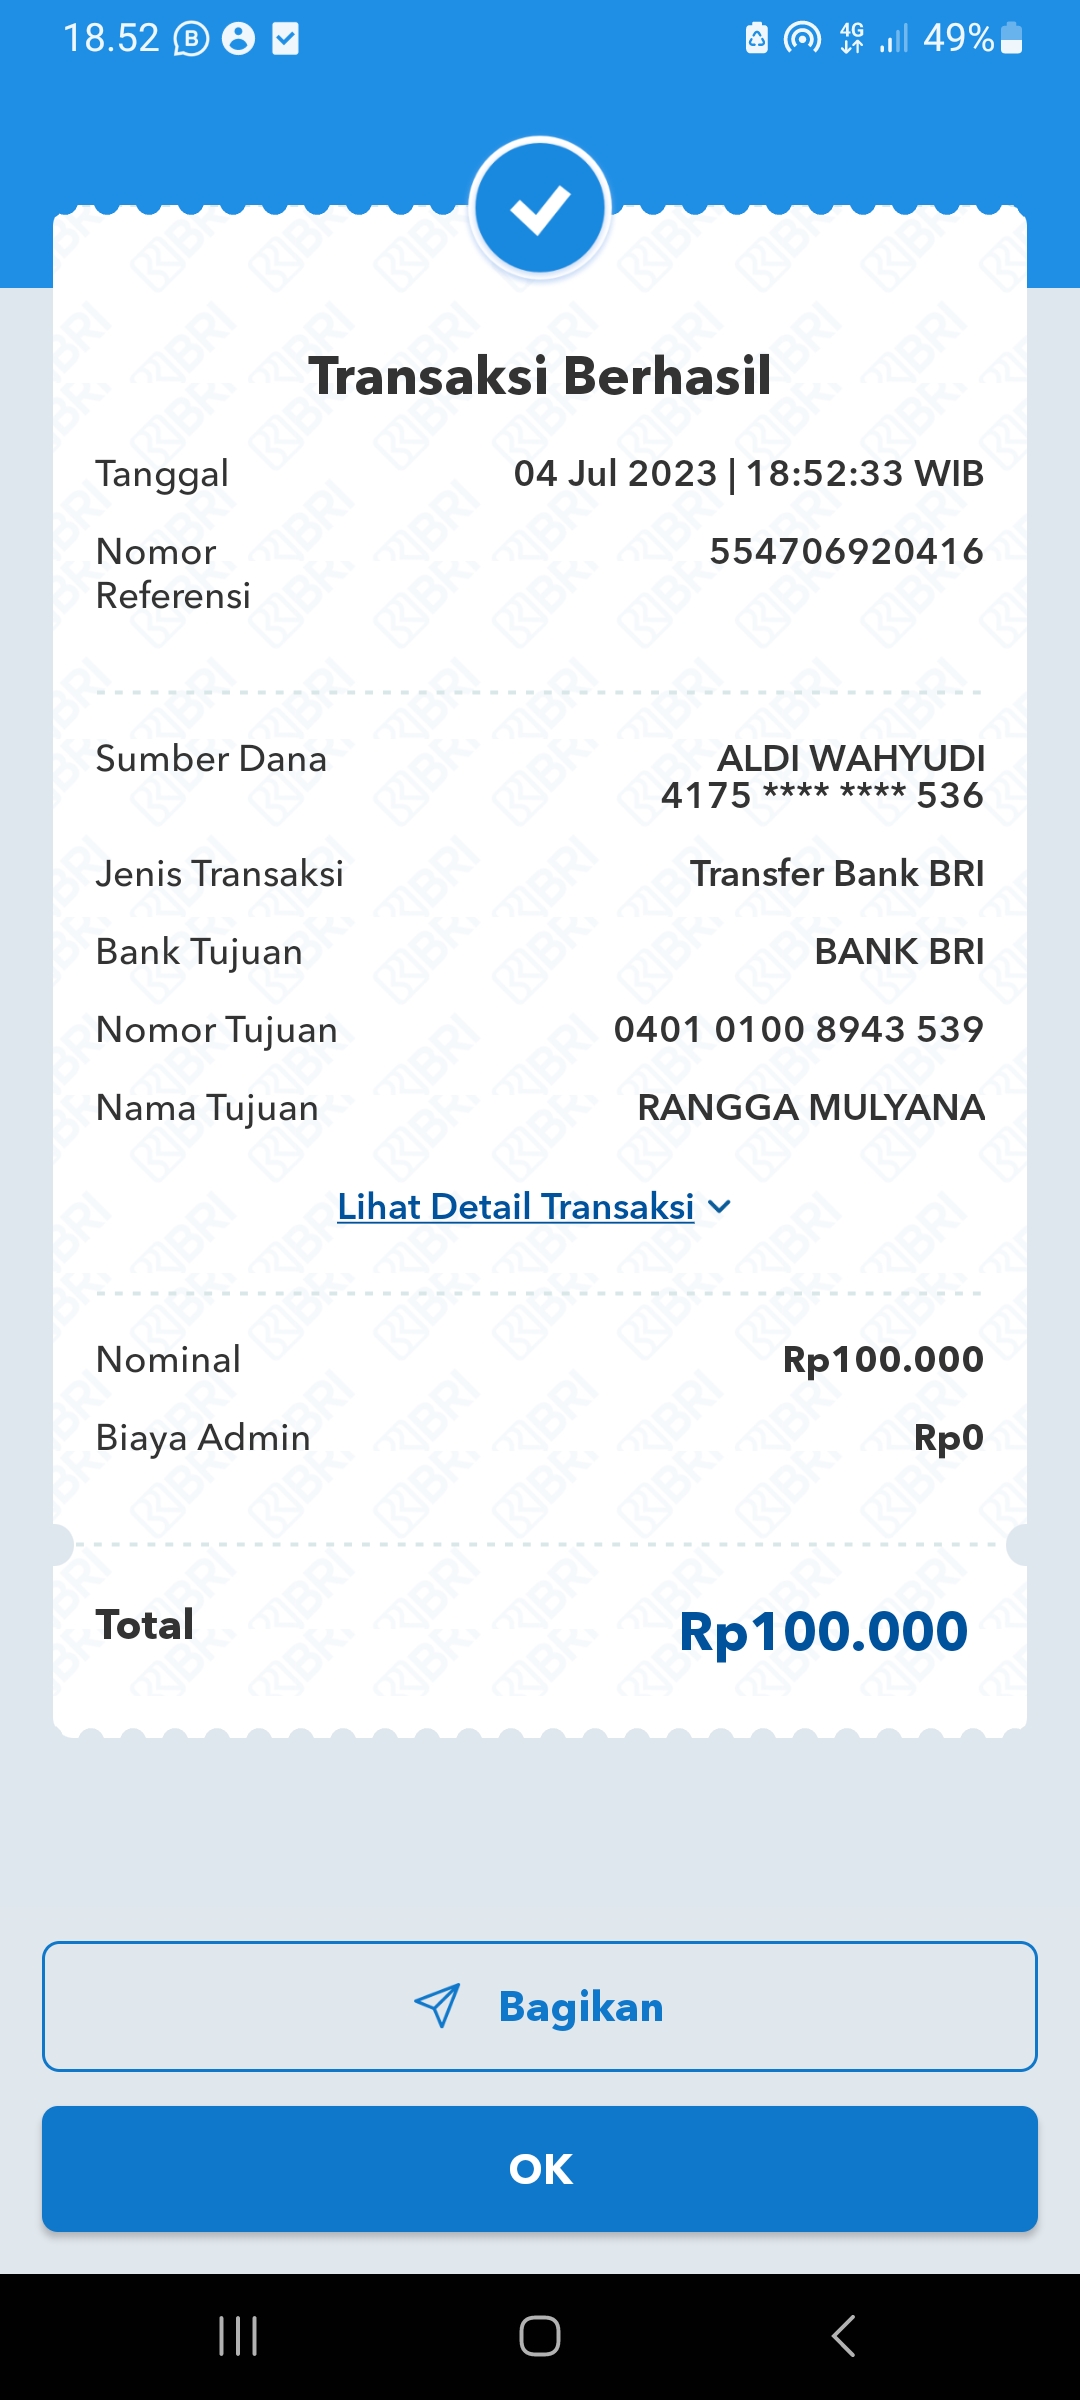 18.52 B 4G 49%
Transaksi Berhasil
Tanggal 04 Jul 2023 | 18:52:33 WIB
Nomor 554706920416
Referensi
Sumber Dana ALDI WAHYUDI
4175 **** **** 536
Jenis Transaksi Transfer Bank BRI
Bank Tujuan BANK BRI
Nomor Tujuan 0401 0100 8943 539
Nama Tujuan RANGGA MULYANA
Lihat Detail Transaksi
Nominal Rp100.000
Biaya Admin Rp0
Total Rp100.000
Bagikan
OK